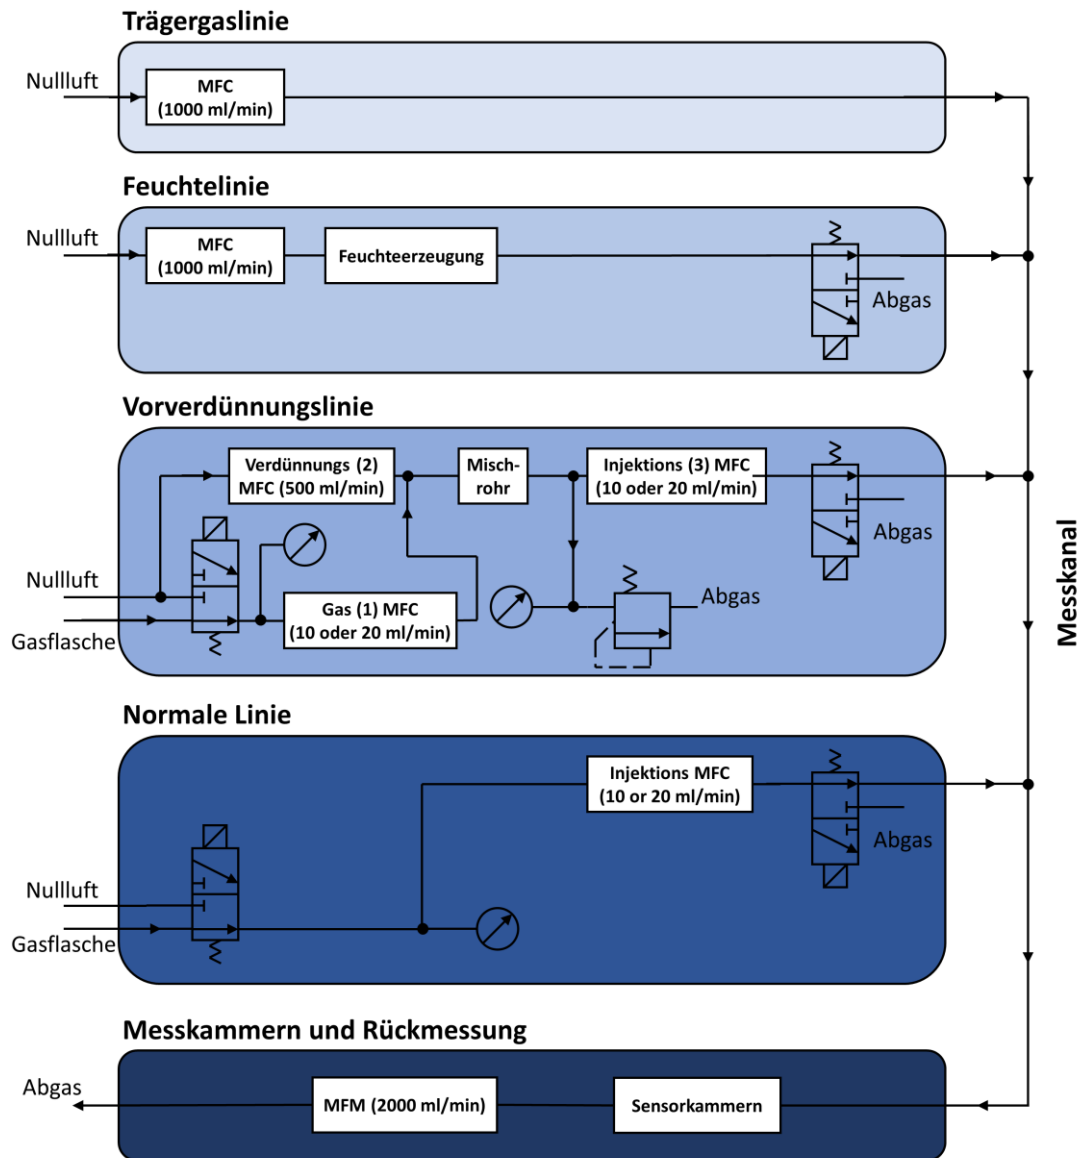 Trägergaslinie
Nullluft
MFC
(1000 ml/min)
Feuchtelinie
Nullluft
MFC
(1000 ml/min)
Feuchteerzeugung
Abgas
Vorverdünnungslinie
Verdünnungs (2)
MFC (500 ml/min)
Misch-
rohr
Injektions (3) MFC
(10 oder 20 ml/min)
Abgas
Nullluft
Gasflasche
Gas (1) MFC
(10 oder 20 ml/min)
Abgas
Messkanal
Normale Linie
Injektions MFC
(10 or 20 ml/min)
Abgas
Nullluft
Gasflasche
Messkammern und Rückmessung
Abgas
MFM (2000 ml/min)
Sensorkammern